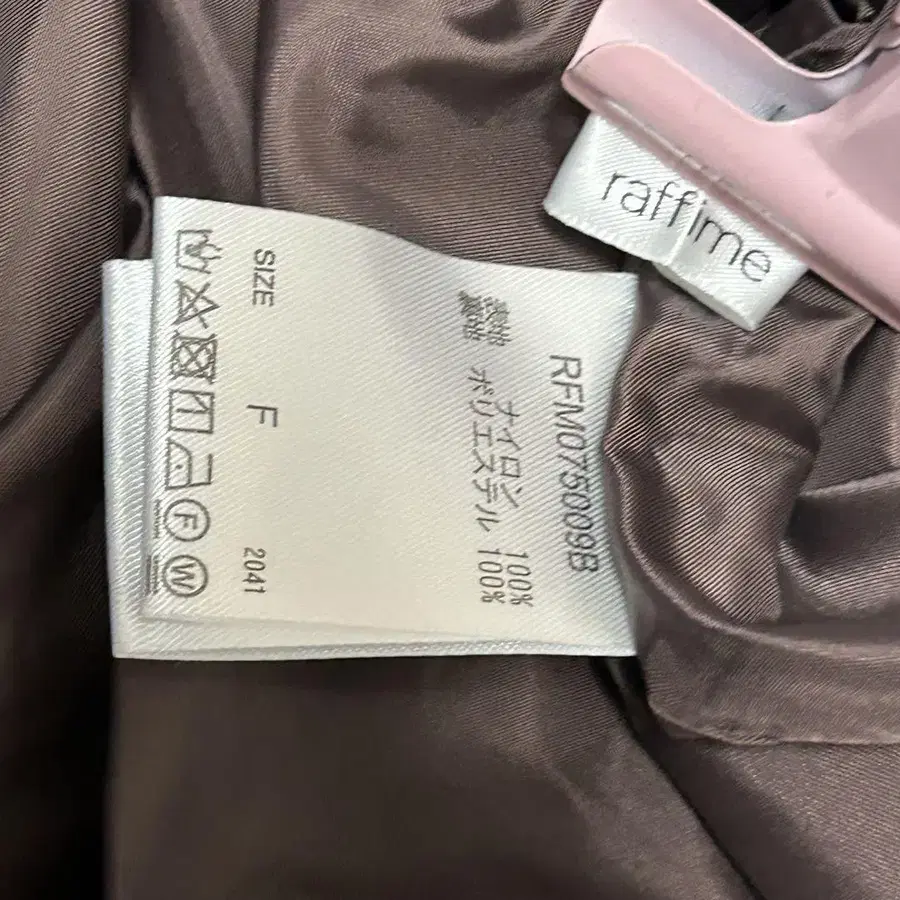 raffime
RFM075009B
表地 ナイロン 100%
裏地 ポリエステル 100%
SIZE F 2041
F W